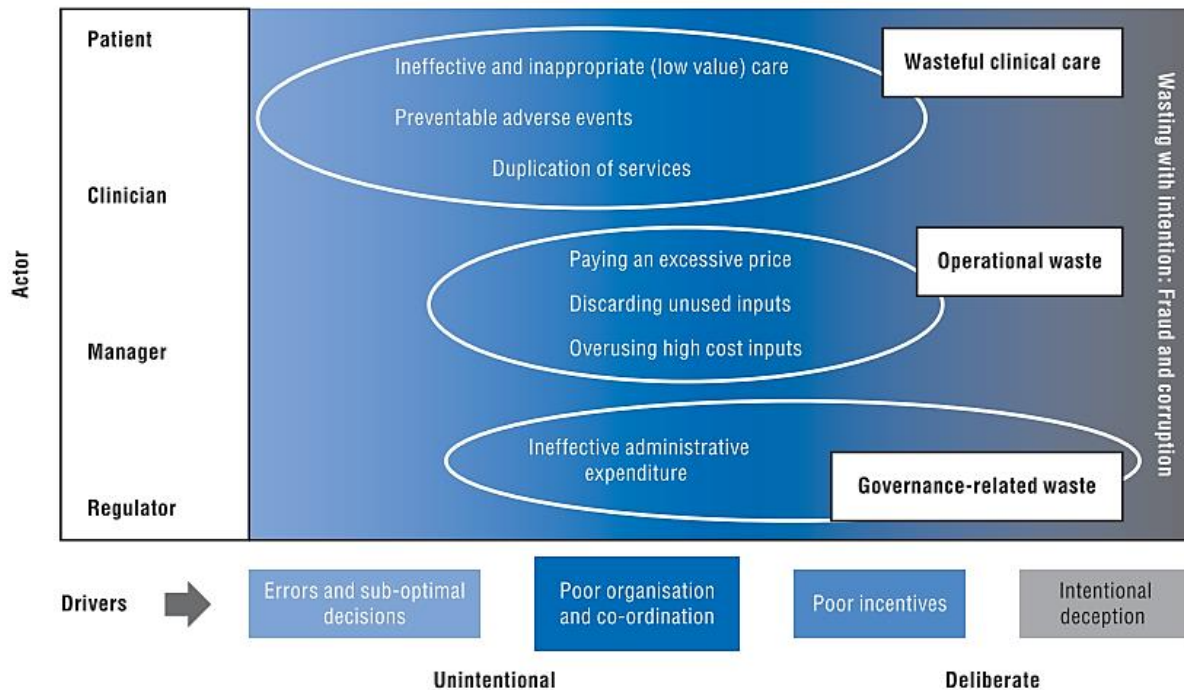 Patient
Ineffective and inappropriate (low value) care
Wasteful clinical care
Preventable adverse events
Duplication of services
Clinician
Actor
Paying an excessive price
Operational waste
Discarding unused inputs
Manager
Overusing high cost inputs
Ineffective administrative
expenditure
Governance-related waste
Regulator
Wasting with intention: Fraud and corruption
Drivers
Errors and sub-optimal
decisions
Poor organisation
and co-ordination
Poor incentives
Intentional
deception
Unintentional
Deliberate